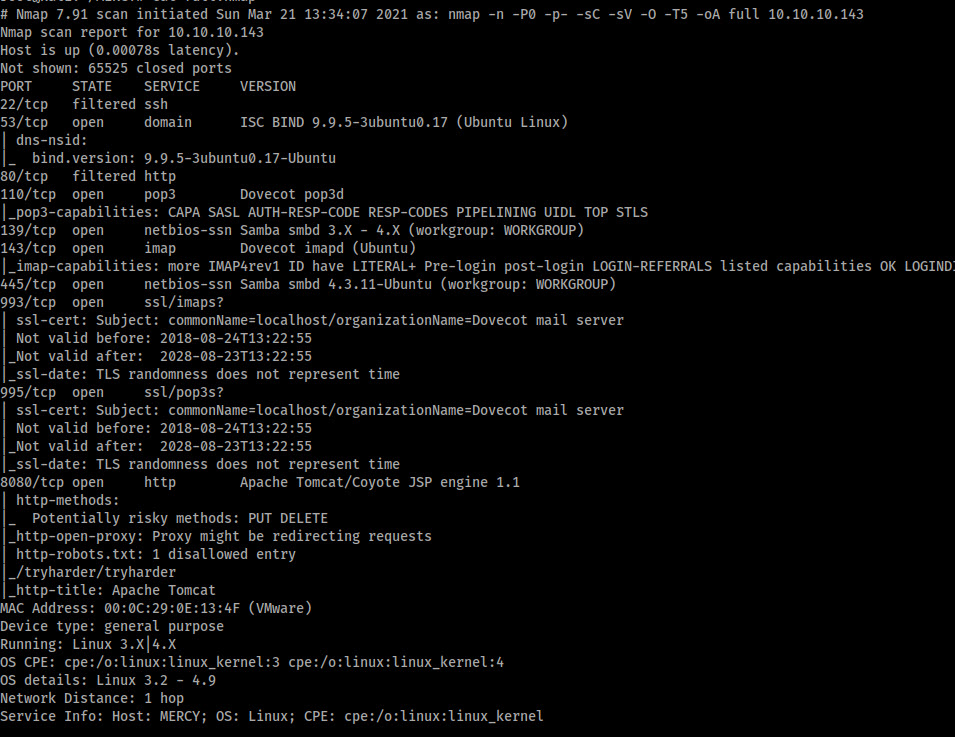 # Nmap 7.91 scan initiated Sun Mar 21 13:34:07 2021 as: nmap -n -P0 -p- -sC -sV -O -T5 -oA full 10.10.10.143
Nmap scan report for 10.10.10.143
Host is up (0.00078s latency).
Not shown: 65525 closed ports
PORT     STATE    SERVICE     VERSION
22/tcp   filtered ssh
53/tcp   open     domain      ISC BIND 9.9.5-3ubuntu0.17 (Ubuntu Linux)
| dns-nsid:
|_  bind.version: 9.9.5-3ubuntu0.17-Ubuntu
80/tcp   filtered http
110/tcp  open     pop3        Dovecot pop3d
|_pop3-capabilities: CAPA SASL AUTH-RESP-CODE RESP-CODES PIPELINING UIDL TOP STLS
139/tcp  open     netbios-ssn Samba smbd 3.X - 4.X (workgroup: WORKGROUP)
143/tcp  open     imap        Dovecot imapd (Ubuntu)
|_imap-capabilities: more IMAP4rev1 ID have LITERAL+ Pre-login post-login LOGIN-REFERRALS listed capabilities OK
445/tcp  open     netbios-ssn Samba smbd 4.3.11-Ubuntu (workgroup: WORKGROUP)
993/tcp  open     ssl/imaps?
| ssl-cert: Subject: commonName=localhost/organizationName=Dovecot mail server
| Not valid before: 2018-08-24T13:22:55
|_Not valid after:  2028-08-23T13:22:55
|_ssl-date: TLS randomness does not represent time
995/tcp  open     ssl/pop3s?
| ssl-cert: Subject: commonName=localhost/organizationName=Dovecot mail server
| Not valid before: 2018-08-24T13:22:55
|_Not valid after:  2028-08-23T13:22:55
|_ssl-date: TLS randomness does not represent time
8080/tcp open     http        Apache Tomcat/Coyote JSP engine 1.1
| http-methods:
|_  Potentially risky methods: PUT DELETE
|_http-open-proxy: Proxy might be redirecting requests
| http-robots.txt: 1 disallowed entry
|_/tryharder/tryharder
|_http-title: Apache Tomcat
MAC Address: 00:0C:29:0E:13:4F (VMware)
Device type: general purpose
Running: Linux 3.X|4.X
OS CPE: cpe:/o:linux:linux_kernel:3 cpe:/o:linux:linux_kernel:4
OS details: Linux 3.2 - 4.9
Network Distance: 1 hop
Service Info: Host: MERCY; OS: Linux; CPE: cpe:/o:linux:linux_kernel